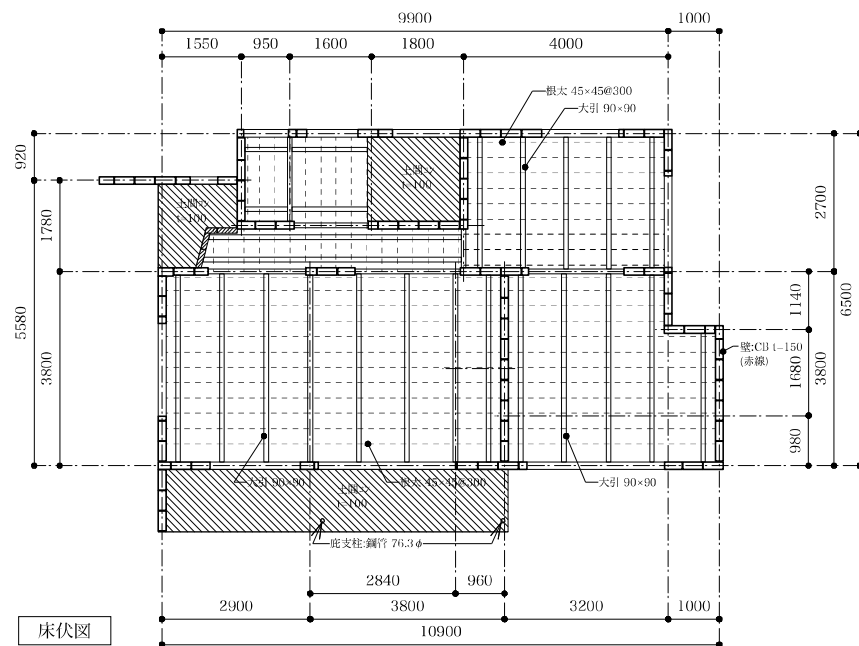 9900
1000
1550
950
1600
1800
4000
根太 45×45@300
大引 90×90
920
土間コン
t=100
土間コン
t=100
1780
2700
5580
3800
1140
6500
壁:CB t=150
(赤線)
1680
3800
980
大引 90×90
土間コン
t=100
根太 45×45@300
大引 90×90
庇支柱:鋼管 76.3φ
2840
960
2900
3800
3200
1000
10900
床伏図